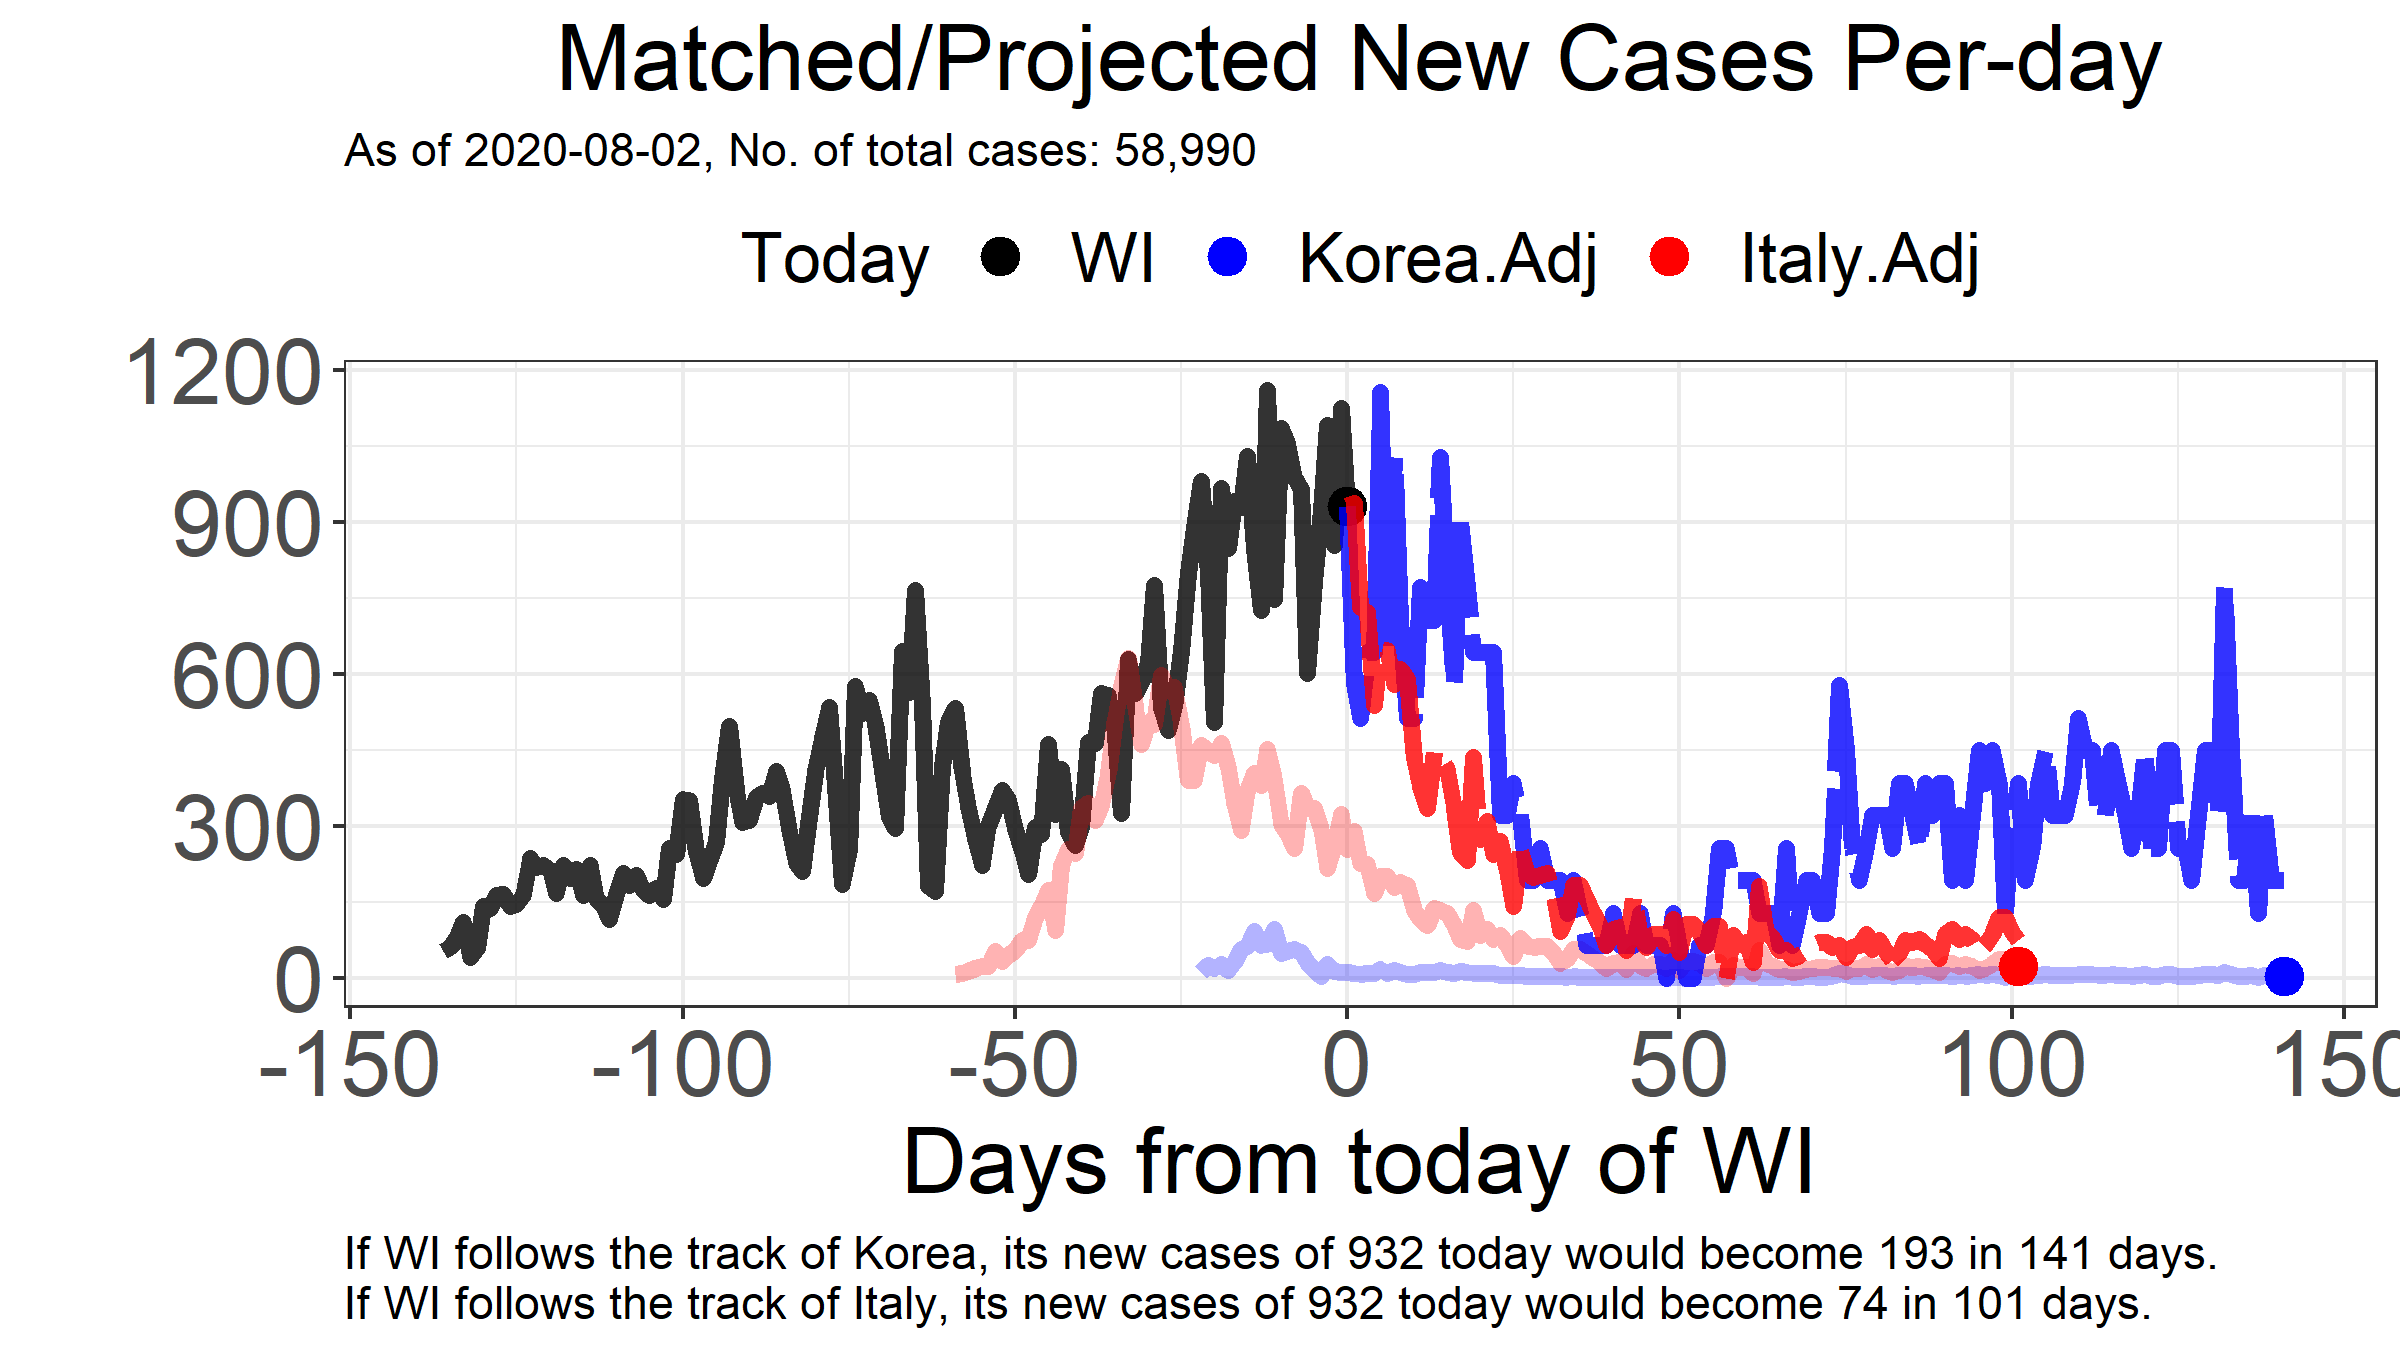 Matched/Projected New Cases Per-day
As of 2020-08-02, No. of total cases: 58,990
Today WI Korea.Adj Italy.Adj
1200
900
600
300
0
-150 -100 -50 0 50 100 150
Days from today of WI
If WI follows the track of Korea, its new cases of 932 today would become 193 in 141 days.
If WI follows the track of Italy, its new cases of 932 today would become 74 in 101 days.